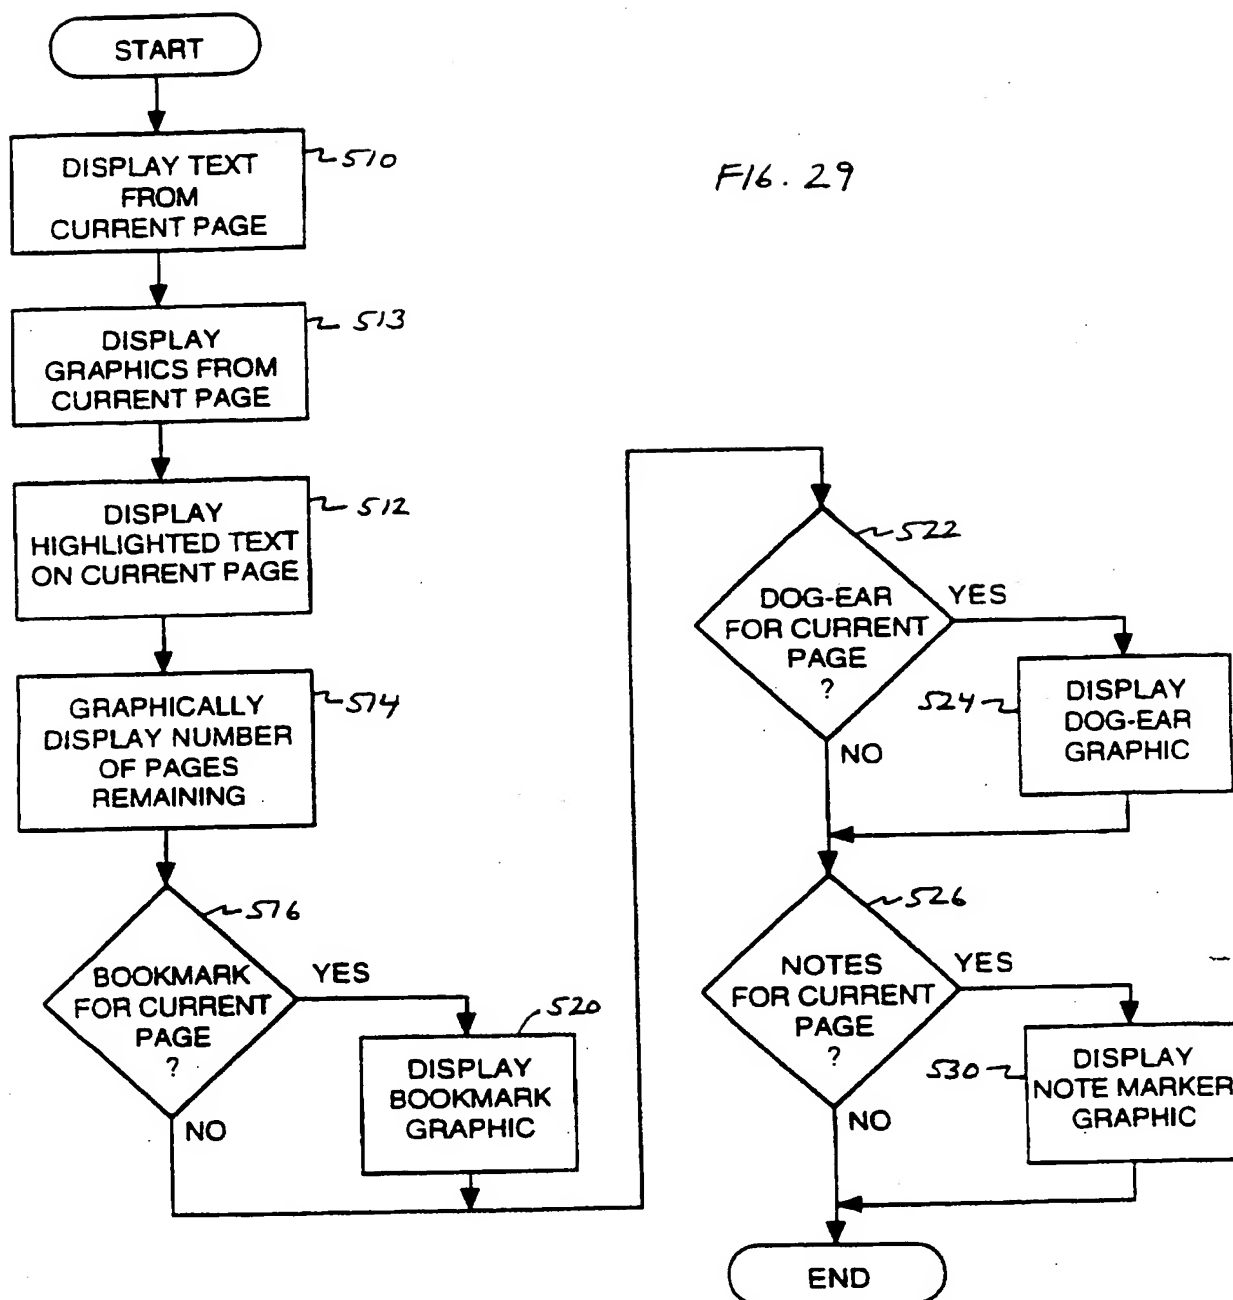 START
DISPLAY TEXT
FROM
CURRENT PAGE
510
FIG. 29
DISPLAY
GRAPHICS FROM
CURRENT PAGE
513
DISPLAY
HIGHLIGHTED TEXT
ON CURRENT PAGE
512
GRAPHICALLY
DISPLAY NUMBER
OF PAGES
REMAINING
514
BOOKMARK
FOR CURRENT
PAGE
?
516
YES
NO
DISPLAY
BOOKMARK
GRAPHIC
520
DOG-EAR
FOR CURRENT
PAGE
?
522
YES
NO
DISPLAY
DOG-EAR
GRAPHIC
524
NOTES
FOR CURRENT
PAGE
?
526
YES
NO
DISPLAY
NOTE MARKER
GRAPHIC
530
END